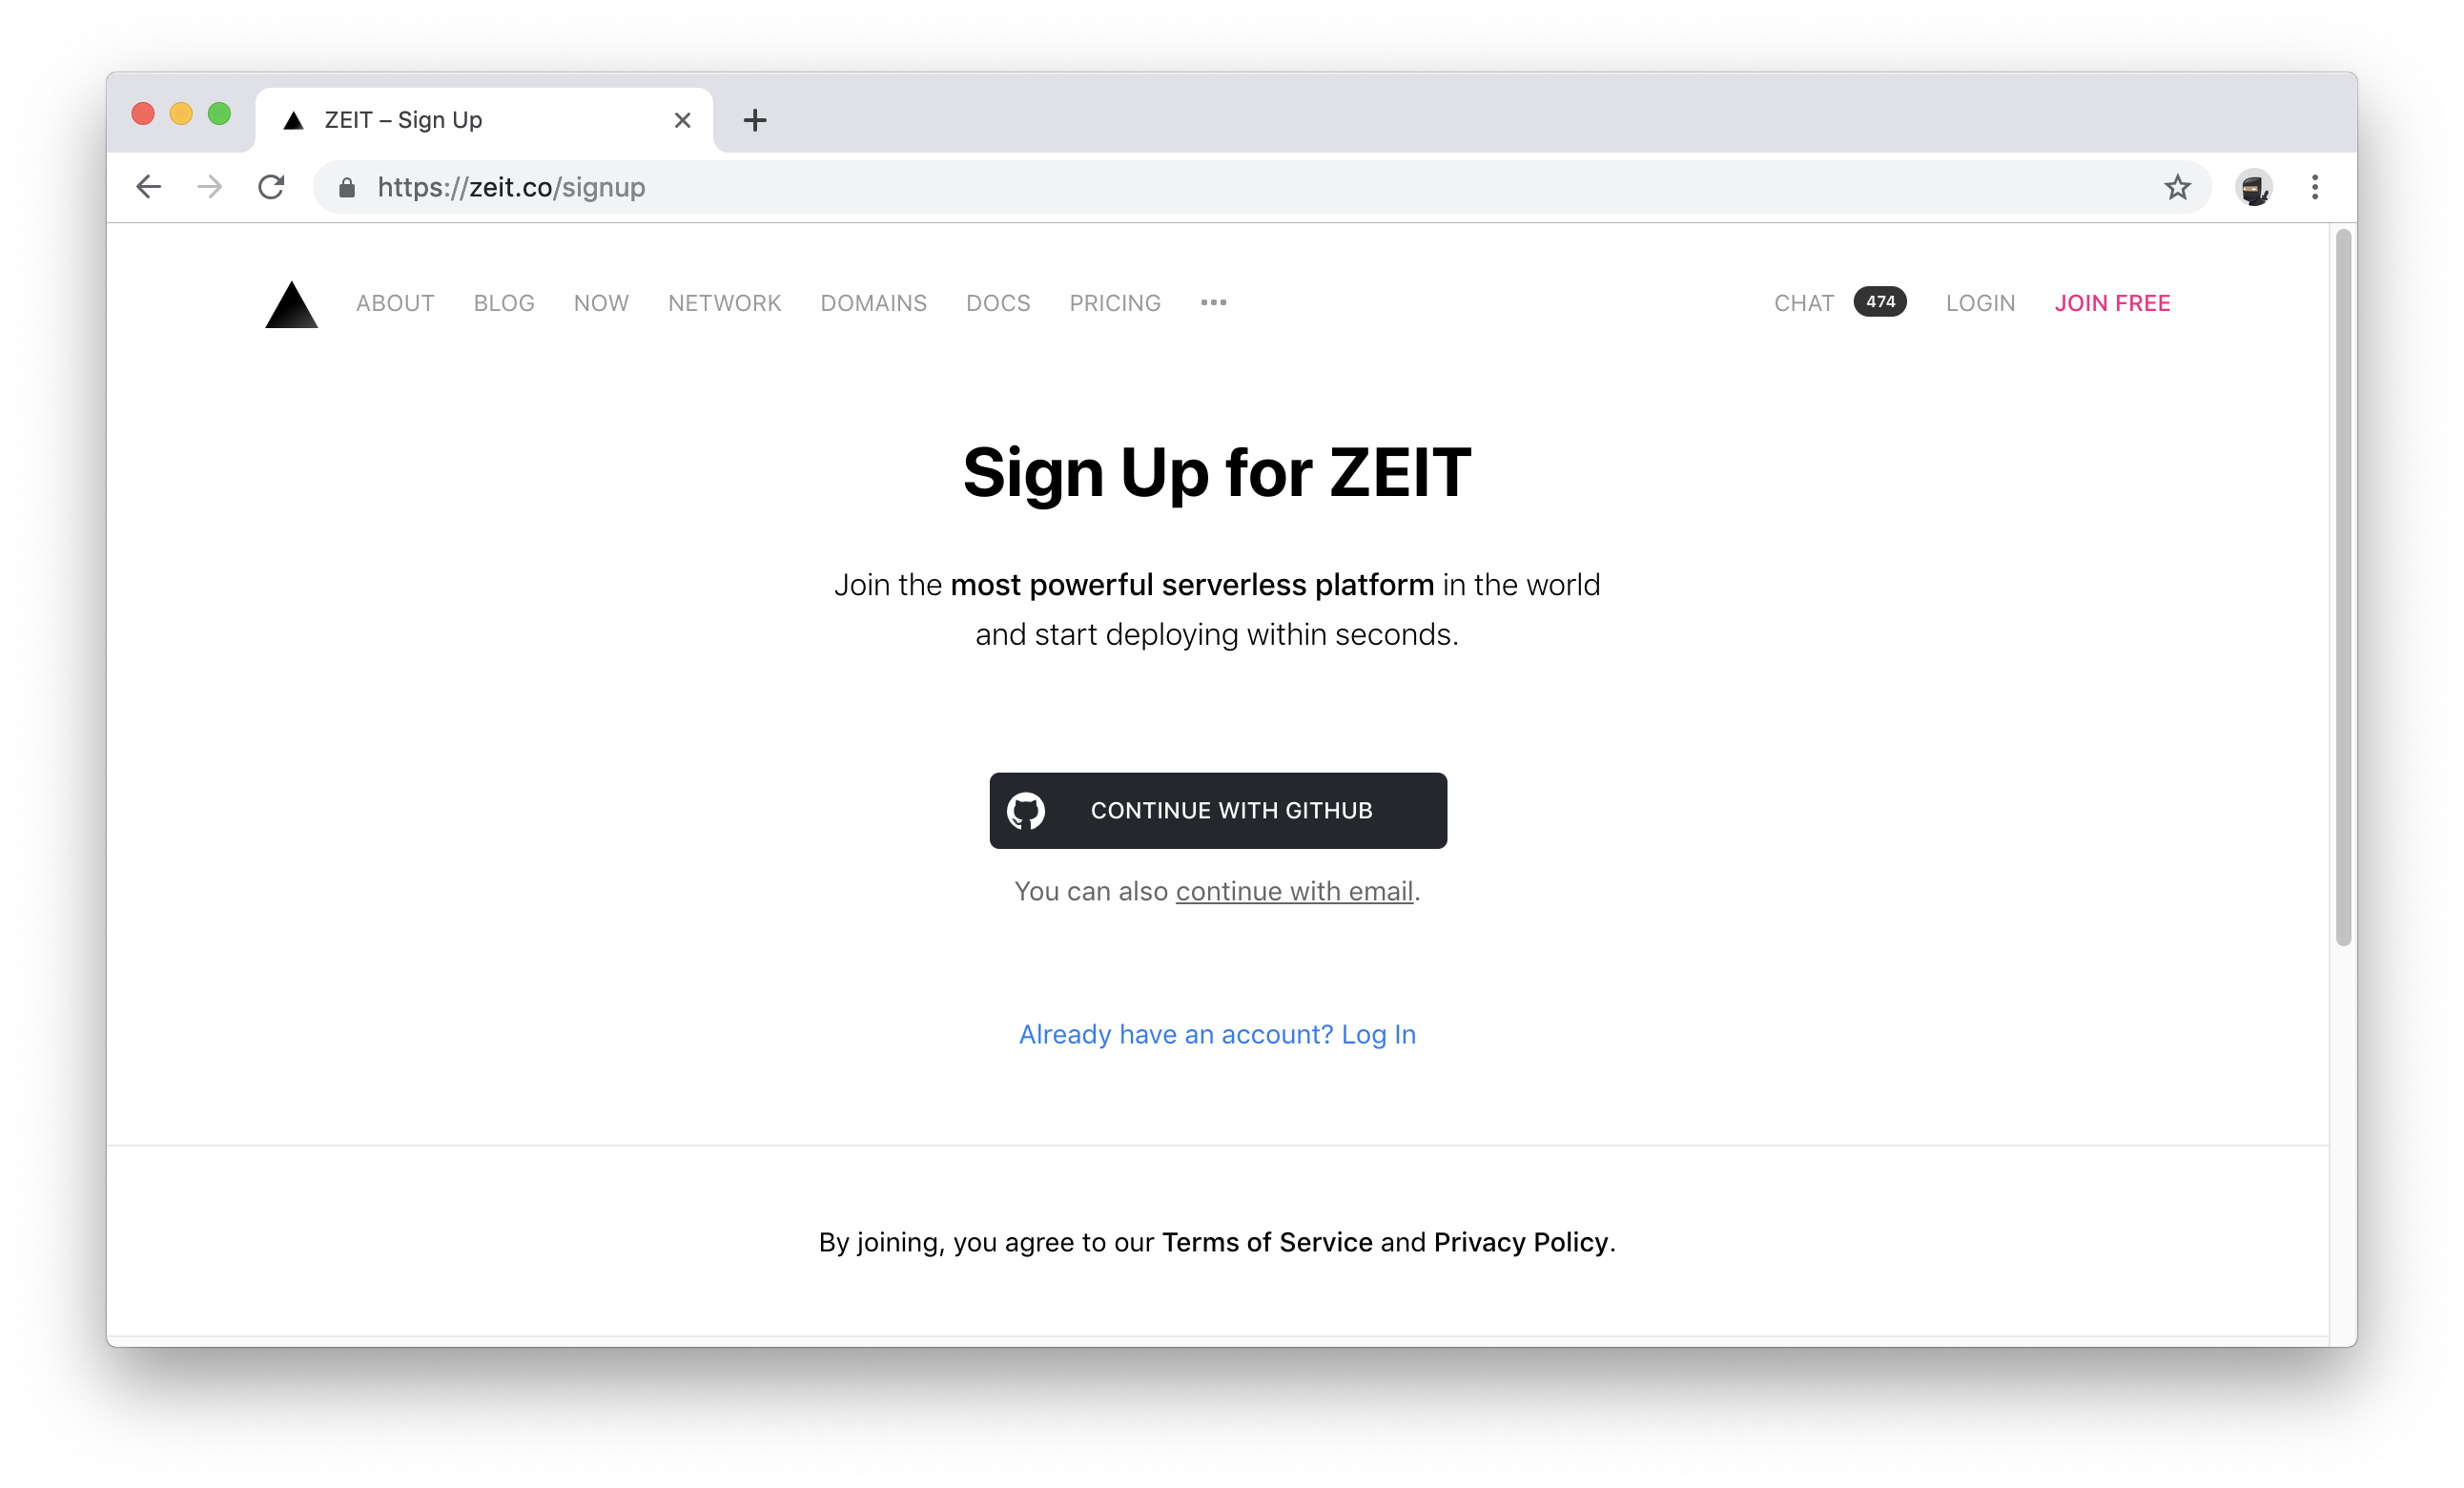 ZEIT – Sign Up
https://zeit.co/signup
ABOUT BLOG NOW NETWORK DOMAINS DOCS PRICING ••• CHAT 474 LOGIN JOIN FREE
Sign Up for ZEIT
Join the most powerful serverless platform in the world
and start deploying within seconds.
CONTINUE WITH GITHUB
You can also continue with email.
Already have an account? Log In
By joining, you agree to our Terms of Service and Privacy Policy.